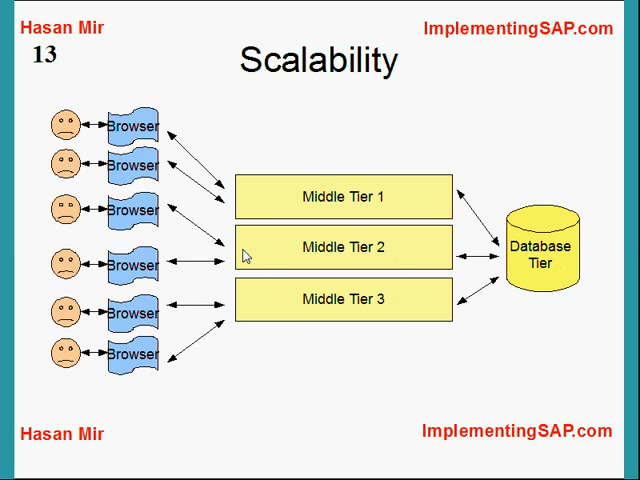 Hasan Mir
ImplementingSAP.com
13
Scalability
Browser
Browser
Browser
Browser
Browser
Browser
Middle Tier 1
Middle Tier 2
Middle Tier 3
Database
Tier
Hasan Mir
ImplementingSAP.com